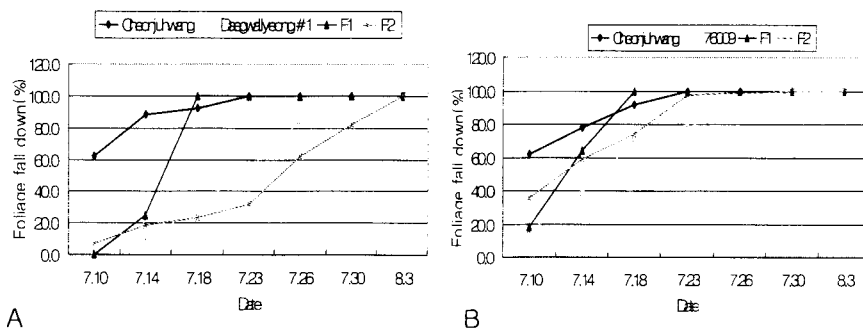 Cheonjuhwang Daegwallyeong #1 F1 F2
Foliage fall down (%)
120.0
100.0
80.0
60.0
40.0
20.0
0.0
7.10 7.14 7.18 7.23 7.26 7.30 8.3
Date
A
Cheonjuhwang 76009 F1 F2
Foliage fall down (%)
120.0
100.0
80.0
60.0
40.0
20.0
0.0
7.10 7.14 7.18 7.23 7.26 7.30 8.3
Date
B